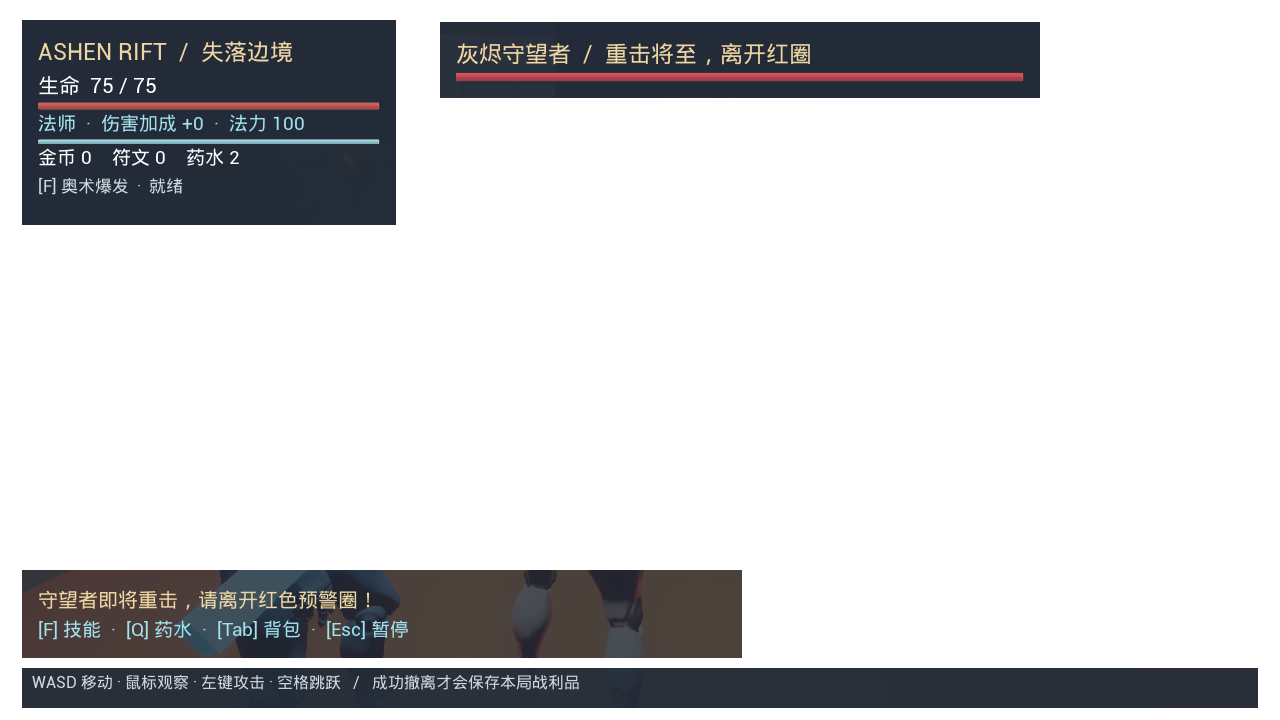 ASHEN RIFT / 失落边境
生命 75 / 75
法师 · 伤害加成 +0 · 法力 100
金币 0 符文 0 药水 2
[F] 奥术爆发 · 就绪
灰烬守望者 / 重击将至，离开红圈
守望者即将重击，请离开红色预警圈！
[F] 技能 · [Q] 药水 · [Tab] 背包 · [Esc] 暂停
WASD 移动 · 鼠标观察 · 左键攻击 · 空格跳跃 / 成功撤离才会保存本局战利品